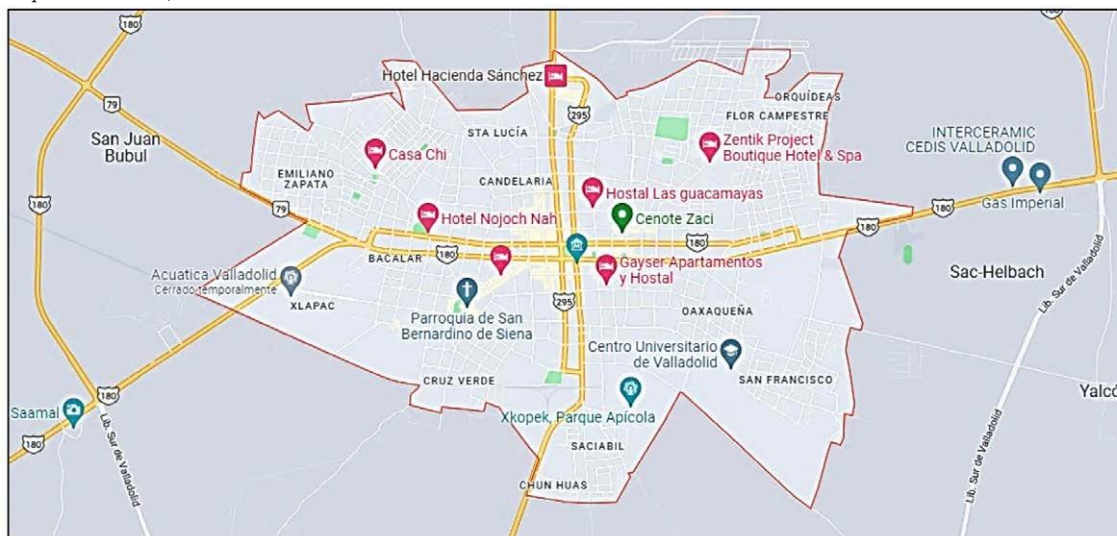 180
180
79
Hotel Hacienda Sánchez
295
ORQUÍDEAS
FLOR CAMPESTRE
San Juan
Bubul
STA LUCÍA
Zentik Project
Boutique Hotel & Spa
INTERCERAMIC
CEDIS VALLADOLID
Casa Chi
EMILIANO
ZAPATA
CANDELARIA
Hostal Las guacamayas
Gas Imperial
180
79
Hotel Nojoch Nah
Cenote Zaci
180
180
180
BACALAR
180
Gayser Apartamentos
y Hostal
Sac-Helbach
Acuatica Valladolid
Cerrado temporalmente
XLAPAC
295
Parroquia de San
Bernardino de Siena
OAXAQUEÑA
Centro Universitario
de Valladolid
CRUZ VERDE
SAN FRANCISCO
180
Yalcó
Saamal
180
Xkopek, Parque Apícola
Lib. Sur de Valladolid
Lib. Sur de Valladolid
SACIABIL
CHUN HUAS